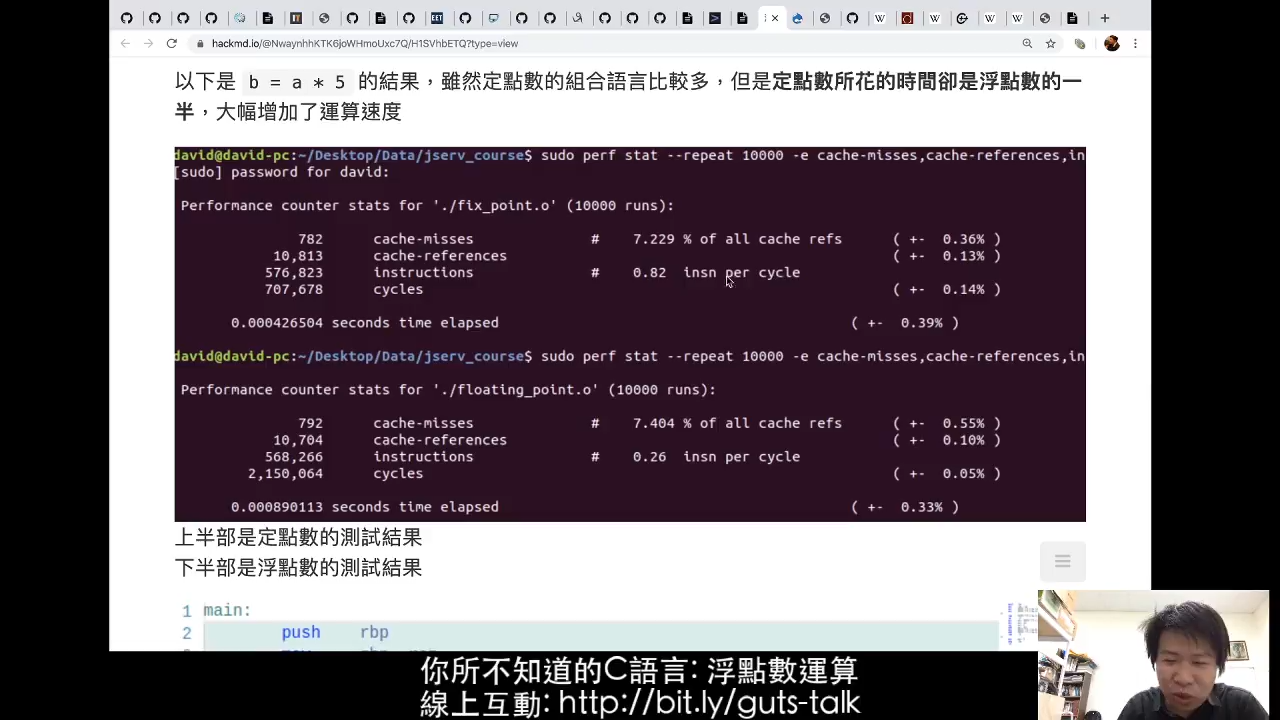 hackmd.io/@NwaynhhKTK6joWHmoUxc7Q/H1SVhbETQ?type=view
以下是 b = a * 5 的結果，雖然定點數的組合語言比較多，但是定點數所花的時間卻是浮點數的一
半，大幅增加了運算速度
david@david-pc:~/Desktop/Data/jserv_course$ sudo perf stat --repeat 10000 -e cache-misses,cache-references,in
[sudo] password for david:
Performance counter stats for './fix_point.o' (10000 runs):
782 cache-misses # 7.229 % of all cache refs ( +- 0.36% )
10,813 cache-references ( +- 0.13% )
576,823 instructions # 0.82 insn per cycle
707,678 cycles ( +- 0.14% )
0.000426504 seconds time elapsed ( +- 0.39% )
david@david-pc:~/Desktop/Data/jserv_course$ sudo perf stat --repeat 10000 -e cache-misses,cache-references,in
Performance counter stats for './floating_point.o' (10000 runs):
792 cache-misses # 7.404 % of all cache refs ( +- 0.55% )
10,704 cache-references ( +- 0.10% )
568,266 instructions # 0.26 insn per cycle
2,150,064 cycles ( +- 0.05% )
0.000890113 seconds time elapsed ( +- 0.33% )
上半部是定點數的測試結果
下半部是浮點數的測試結果
1 main:
2 push rbp
你所不知道的C語言: 浮點數運算
線上互動: http://bit.ly/guts-talk